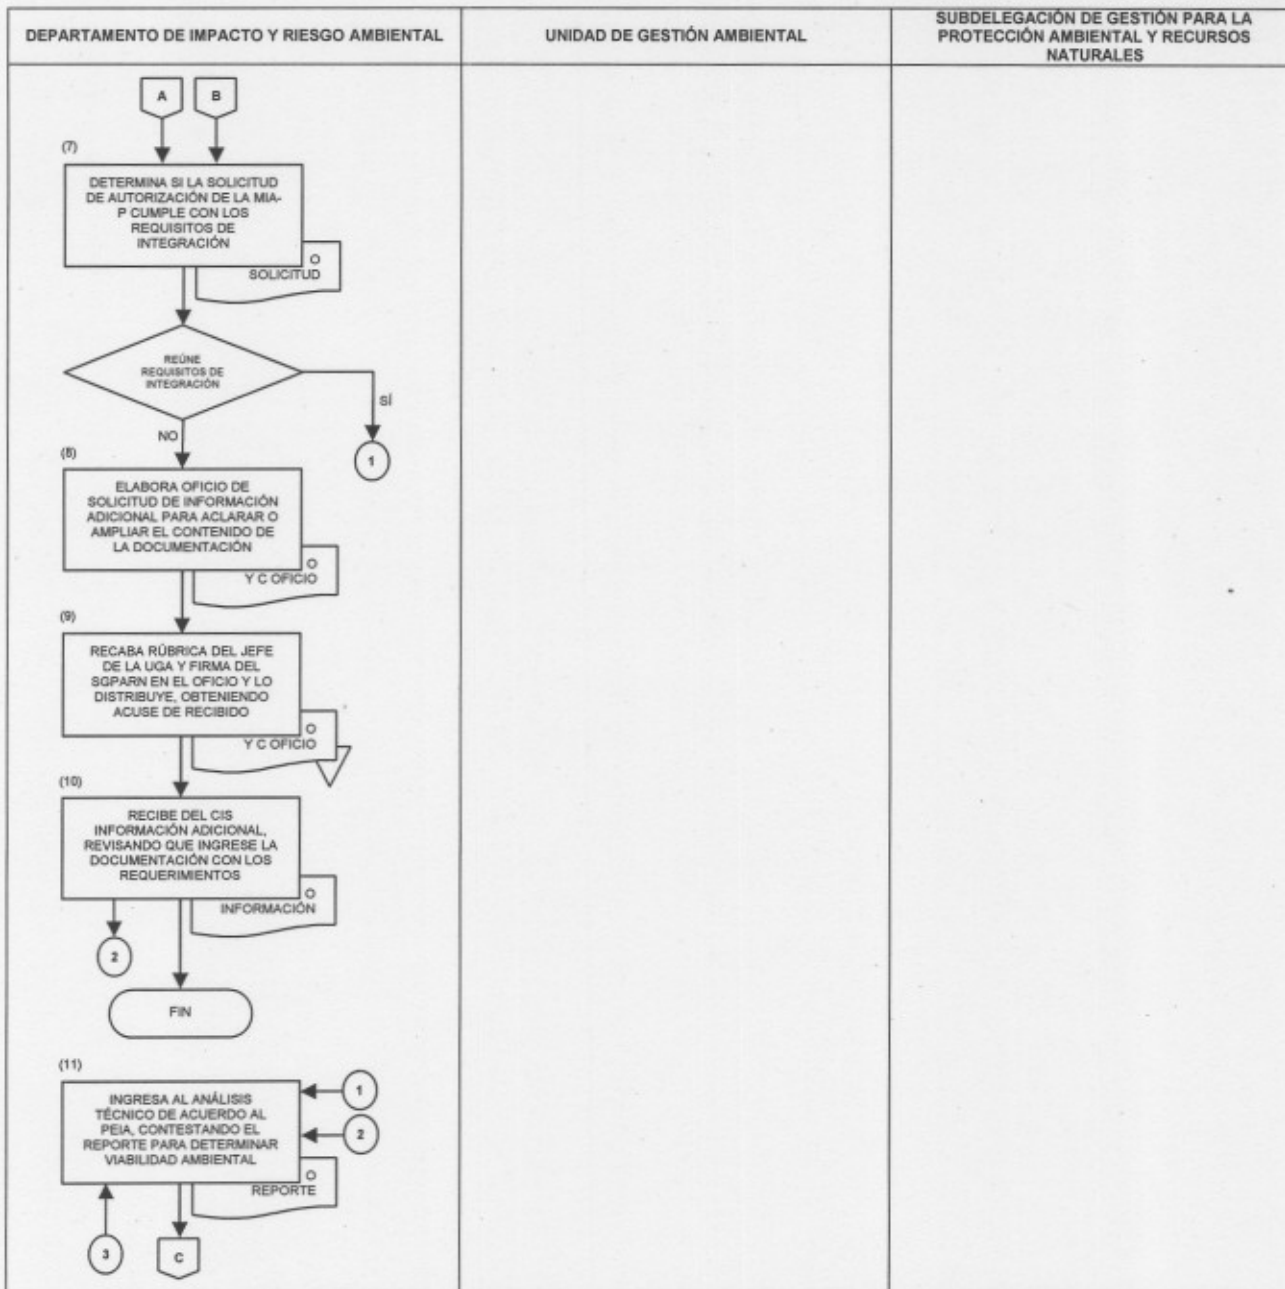 DEPARTAMENTO DE IMPACTO Y RIESGO AMBIENTAL
UNIDAD DE GESTIÓN AMBIENTAL
SUBDELEGACIÓN DE GESTIÓN PARA LA
PROTECCIÓN AMBIENTAL Y RECURSOS
NATURALES
A
B
(7)
DETERMINA SI LA SOLICITUD
DE AUTORIZACIÓN DE LA MIA-
P CUMPLE CON LOS
REQUISITOS DE
INTEGRACIÓN
O
SOLICITUD
REÚNE
REQUISITOS DE
INTEGRACIÓN
SÍ
1
NO
(8)
ELABORA OFICIO DE
SOLICITUD DE INFORMACIÓN
ADICIONAL PARA ACLARAR O
AMPLIAR EL CONTENIDO DE
LA DOCUMENTACIÓN
O
Y C OFICIO
(9)
RECABA RÚBRICA DEL JEFE
DE LA UGA Y FIRMA DEL
SGPARN EN EL OFICIO Y LO
DISTRIBUYE, OBTENIENDO
ACUSE DE RECIBIDO
O
Y C OFICIO
(10)
RECIBE DEL CIS
INFORMACIÓN ADICIONAL,
REVISANDO QUE INGRESE LA
DOCUMENTACIÓN CON LOS
REQUERIMIENTOS
O
INFORMACIÓN
2
FIN
(11)
INGRESA AL ANÁLISIS
TÉCNICO DE ACUERDO AL
PEIA, CONTESTANDO EL
REPORTE PARA DETERMINAR
VIABILIDAD AMBIENTAL
1
2
O
REPORTE
3
C